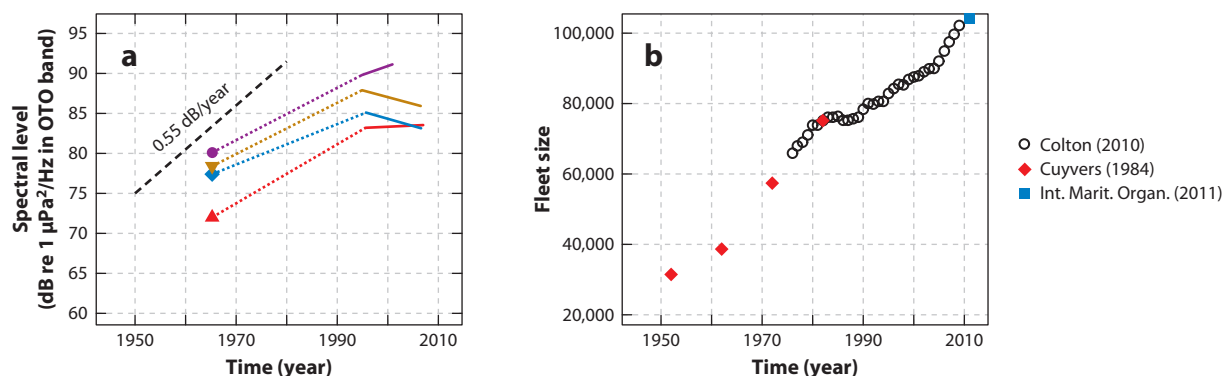 a
95
90
85
80
75
70
65
60
0.55 dB/year
Spectral level
(dB re 1 μPa²/Hz in OTO band)
1950
1970
1990
2010
Time (year)
b
100,000
80,000
60,000
40,000
20,000
Fleet size
1950
1970
1990
2010
Time (year)
Colton (2010)
Cuyvers (1984)
Int. Marit. Organ. (2011)